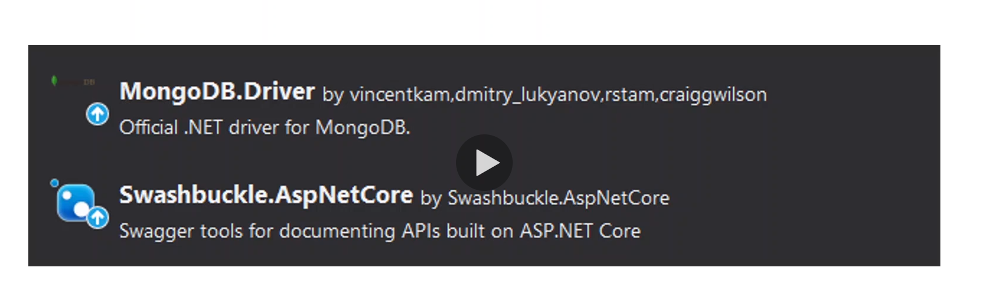 MongoDB.Driver by vincentkam,dmitry_lukyanov,rstam,craiggwilson
Official .NET driver for MongoDB.
Swashbuckle.AspNetCore by Swashbuckle.AspNetCore
Swagger tools for documenting APIs built on ASP.NET Core